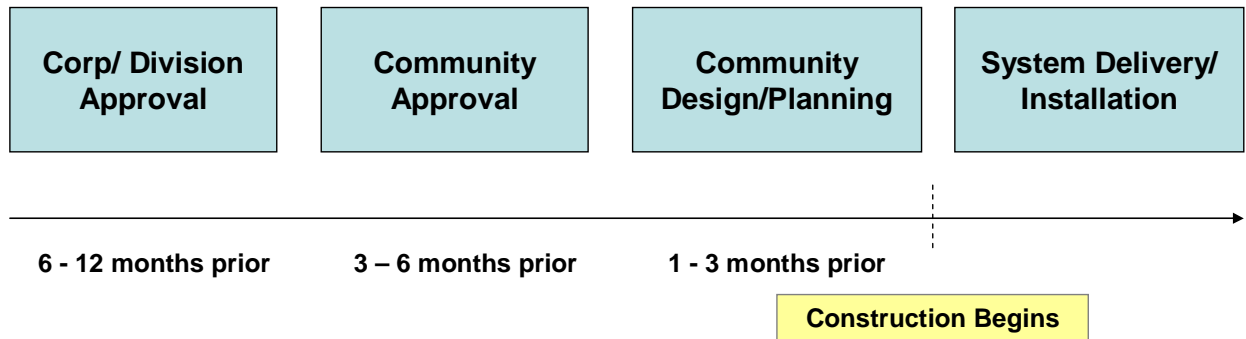 Corp/ Division
Approval
Community
Approval
Community
Design/Planning
System Delivery/
Installation
6 - 12 months prior
3 – 6 months prior
1 - 3 months prior
Construction Begins